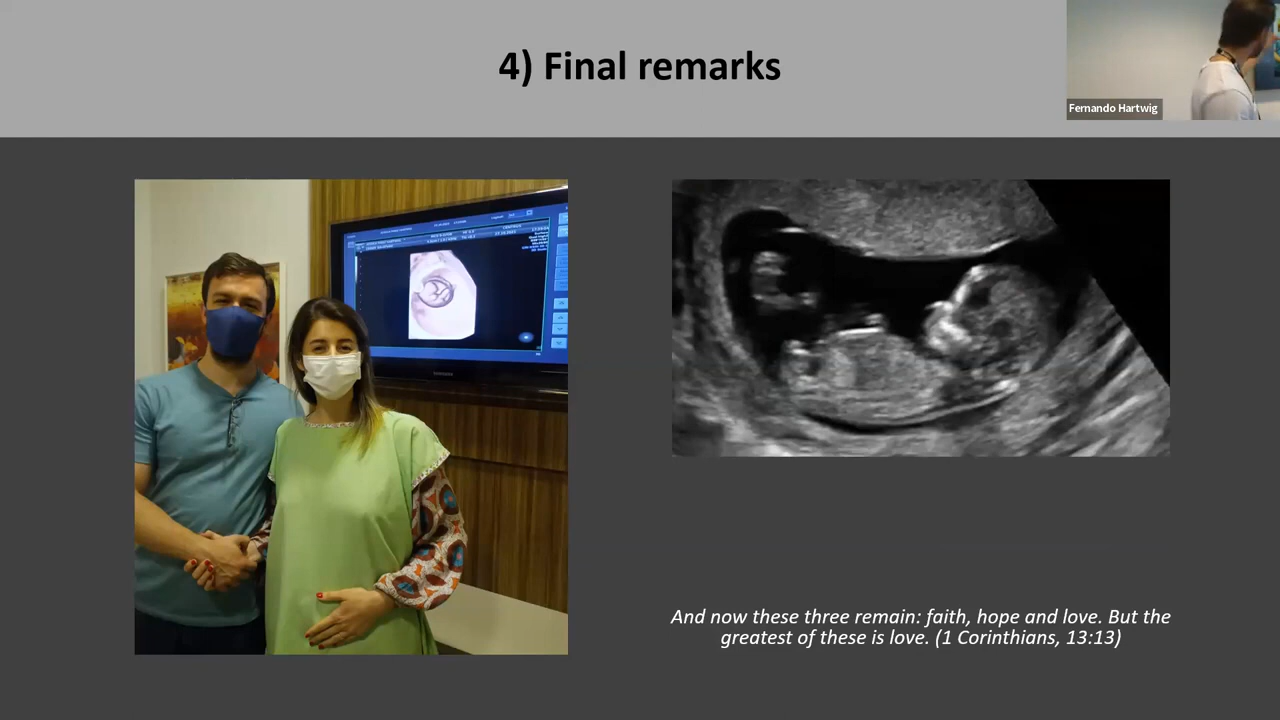 4) Final remarks
Fernando Hartwig
And now these three remain: faith, hope and love. But the
greatest of these is love. (1 Corinthians, 13:13)